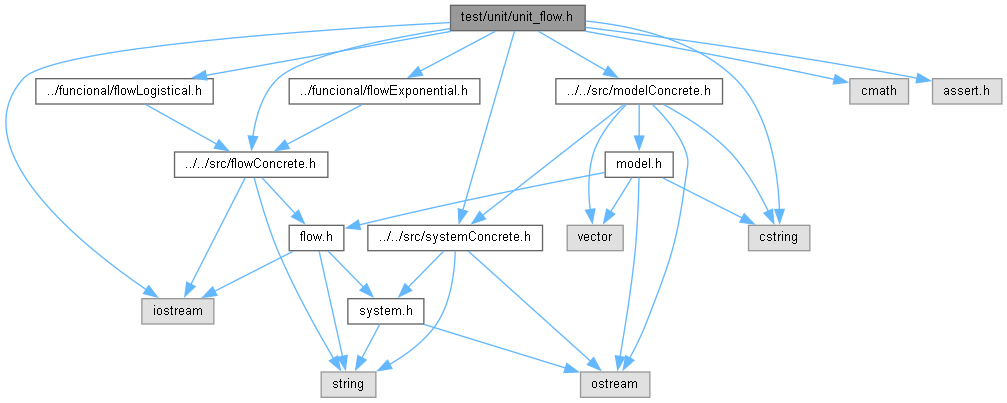 test/unit/unit_flow.h
../funcional/flowLogistical.h
../funcional/flowExponential.h
../../src/modelConcrete.h
cmath
assert.h
../../src/flowConcrete.h
model.h
flow.h
../../src/systemConcrete.h
vector
cstring
iostream
system.h
string
ostream